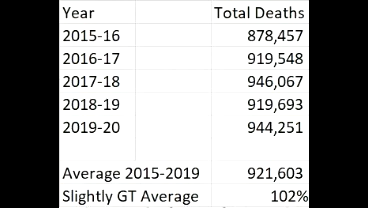 Year Total Deaths
2015-16 878,457
2016-17 919,548
2017-18 946,067
2018-19 919,693
2019-20 944,251
Average 2015-2019 921,603
Slightly GT Average 102%